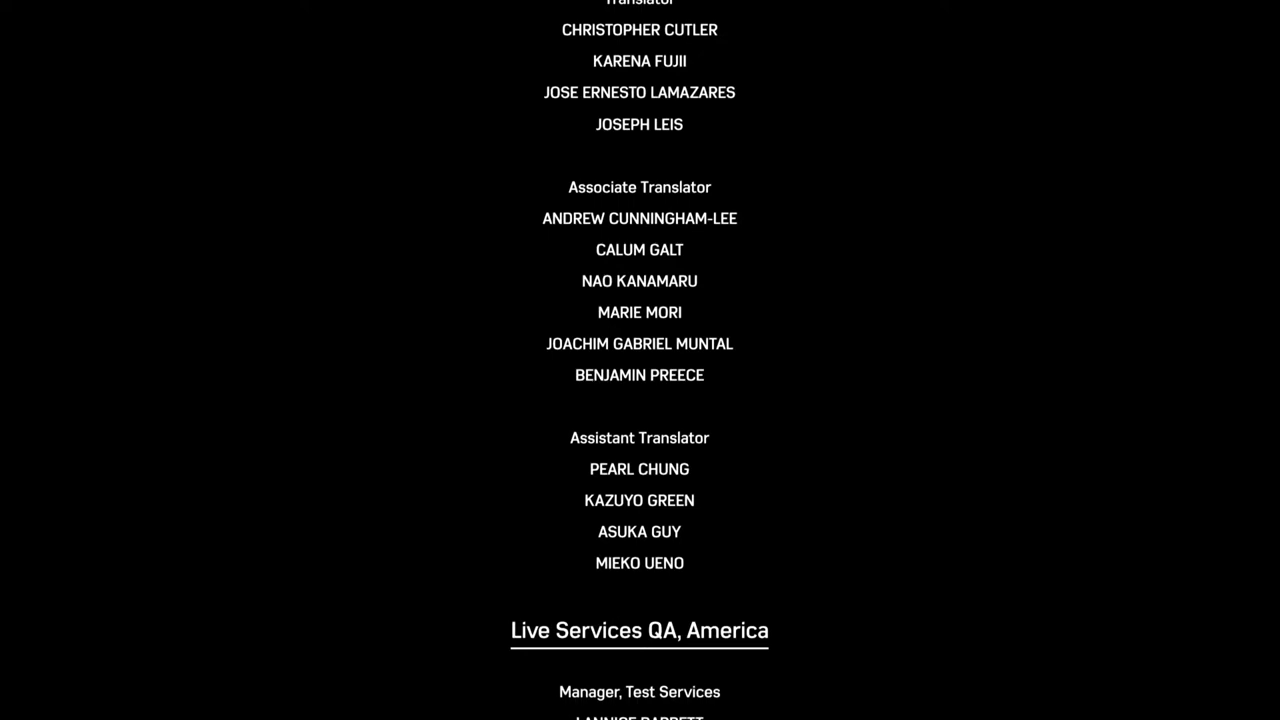 Translator
CHRISTOPHER CUTLER
KARENA FUJII
JOSE ERNESTO LAMAZARES
JOSEPH LEIS
Associate Translator
ANDREW CUNNINGHAM-LEE
CALUM GALT
NAO KANAMARU
MARIE MORI
JOACHIM GABRIEL MUNTAL
BENJAMIN PREECE
Assistant Translator
PEARL CHUNG
KAZUYO GREEN
ASUKA GUY
MIEKO UENO
Live Services QA, America
Manager, Test Services